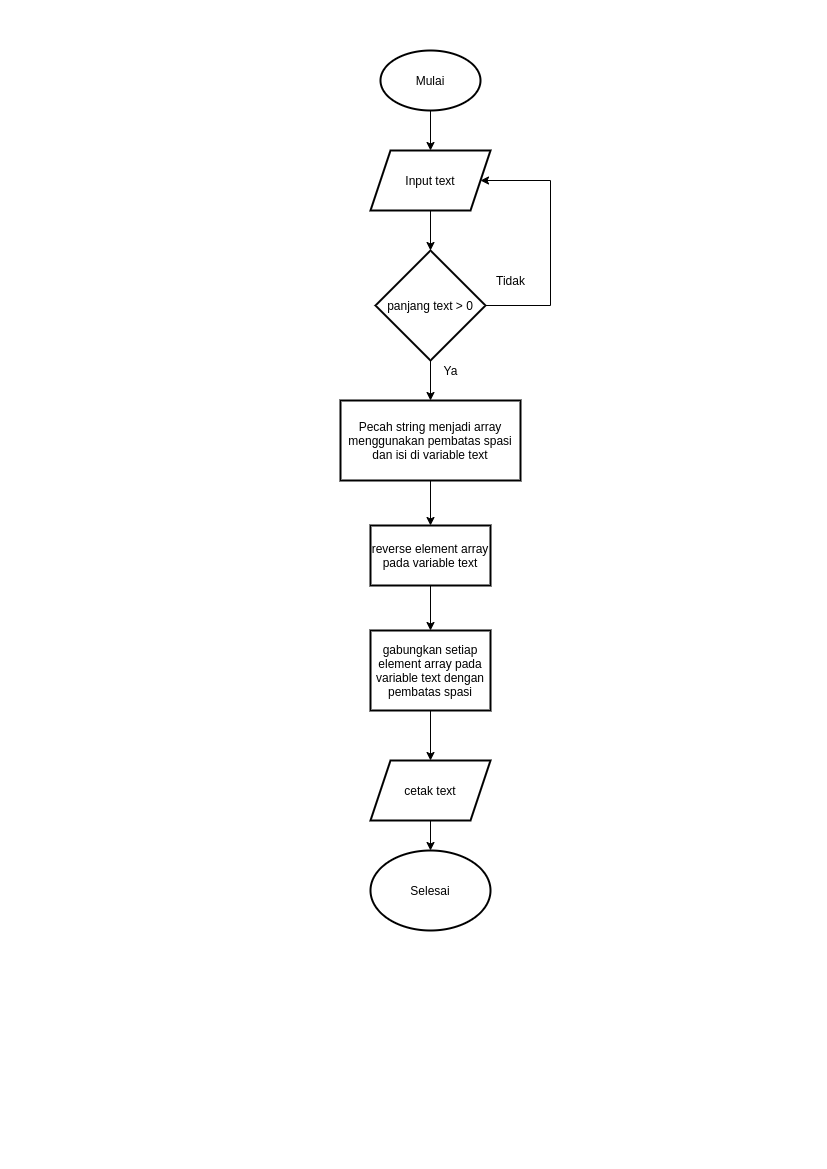 Mulai
Input text
Tidak
panjang text > 0
Ya
Pecah string menjadi array
menggunakan pembatas spasi
dan isi di variable text
reverse element array
pada variable text
gabungkan setiap
element array pada
variable text dengan
pembatas spasi
cetak text
Selesai